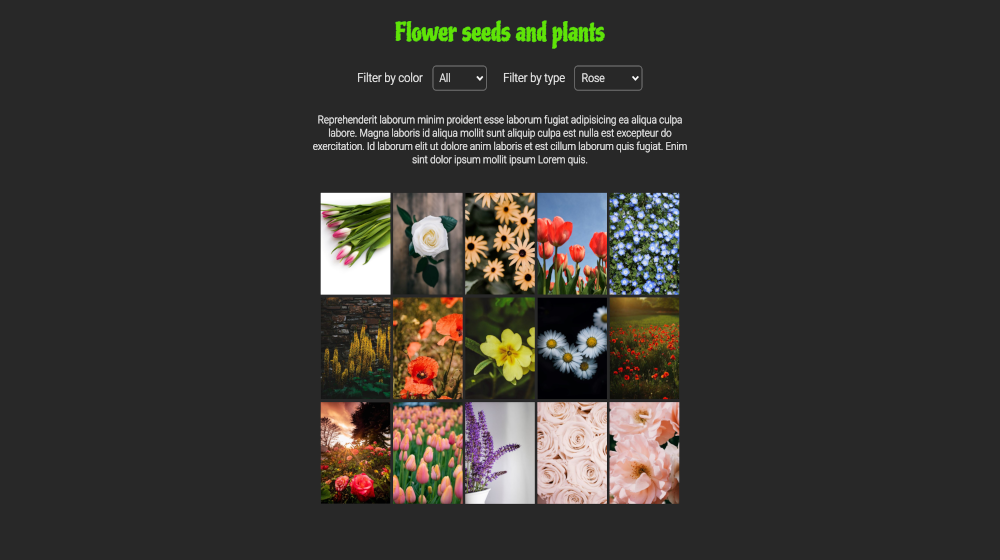 Flower seeds and plants
Filter by color All Filter by type Rose
Reprehenderit laborum minim proident esse laborum fugiat adipisicing ea aliqua culpa
labore. Magna laboris id aliqua mollit sunt aliquip culpa est nulla est excepteur do
exercitation. Id laborum elit ut dolore anim laboris et est cillum laborum quis fugiat. Enim
sint dolor ipsum mollit ipsum Lorem quis.